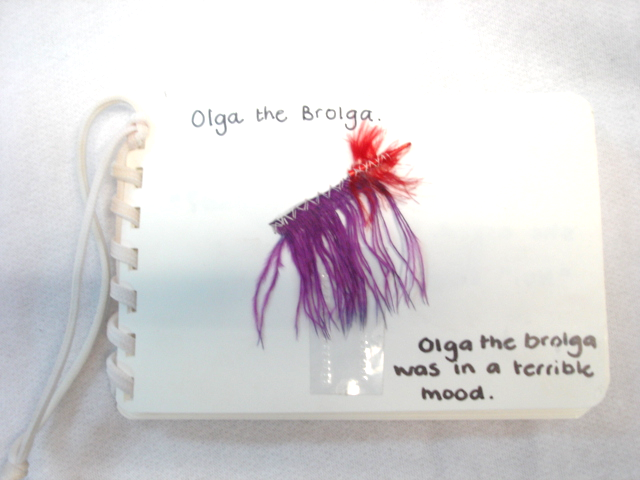 Olga the Brolga.
Olga the brolga
was in a terrible
mood.